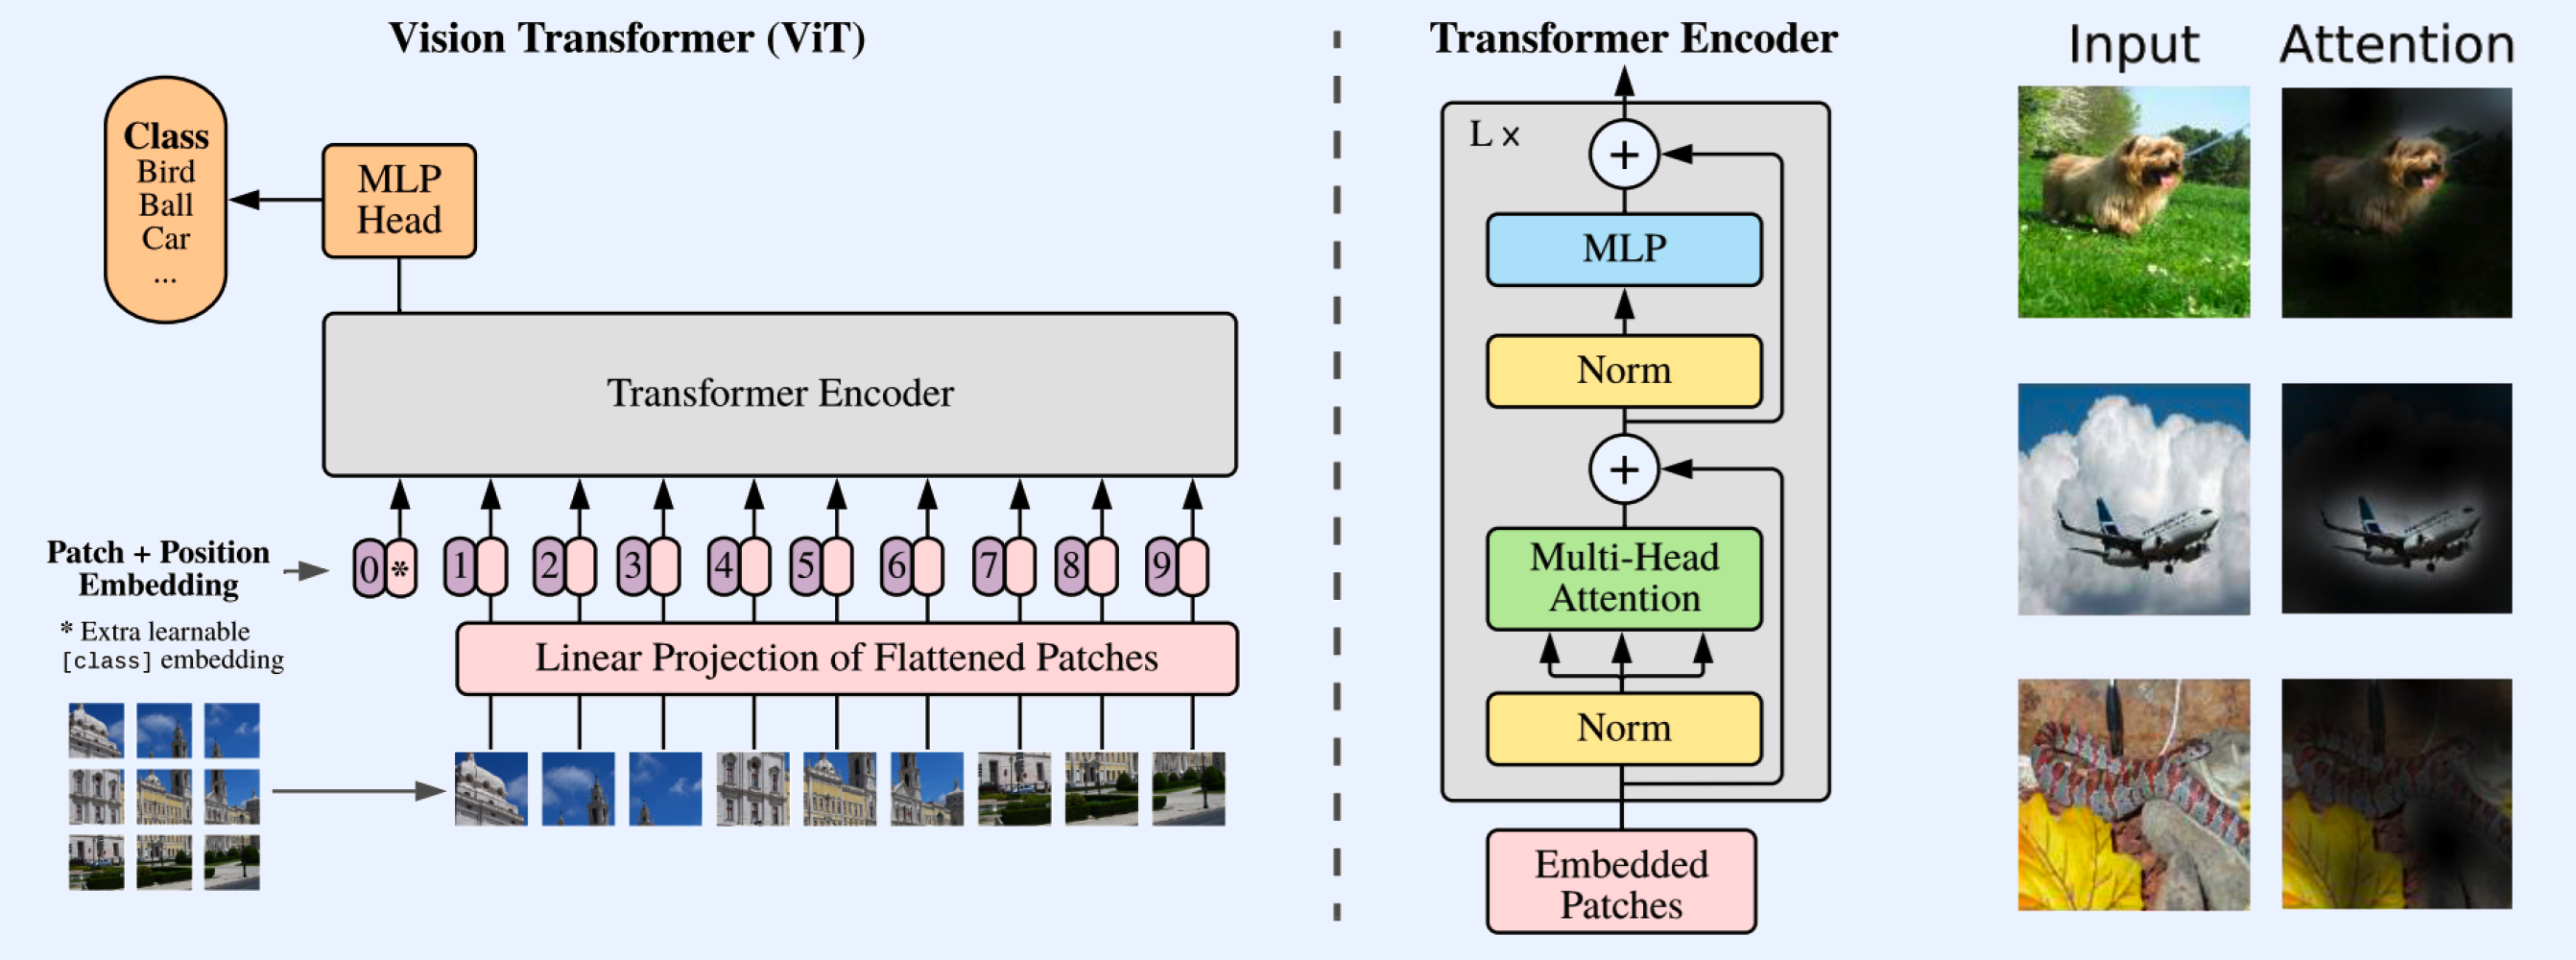 Vision Transformer (ViT)
Class
Bird
Ball
Car
...
MLP
Head
Transformer Encoder
Patch + Position
Embedding
0 * 1 2 3 4 5 6 7 8 9
* Extra learnable
[class] embedding
Linear Projection of Flattened Patches
Transformer Encoder
L x
+
MLP
Norm
+
Multi-Head
Attention
Norm
Embedded
Patches
Input Attention